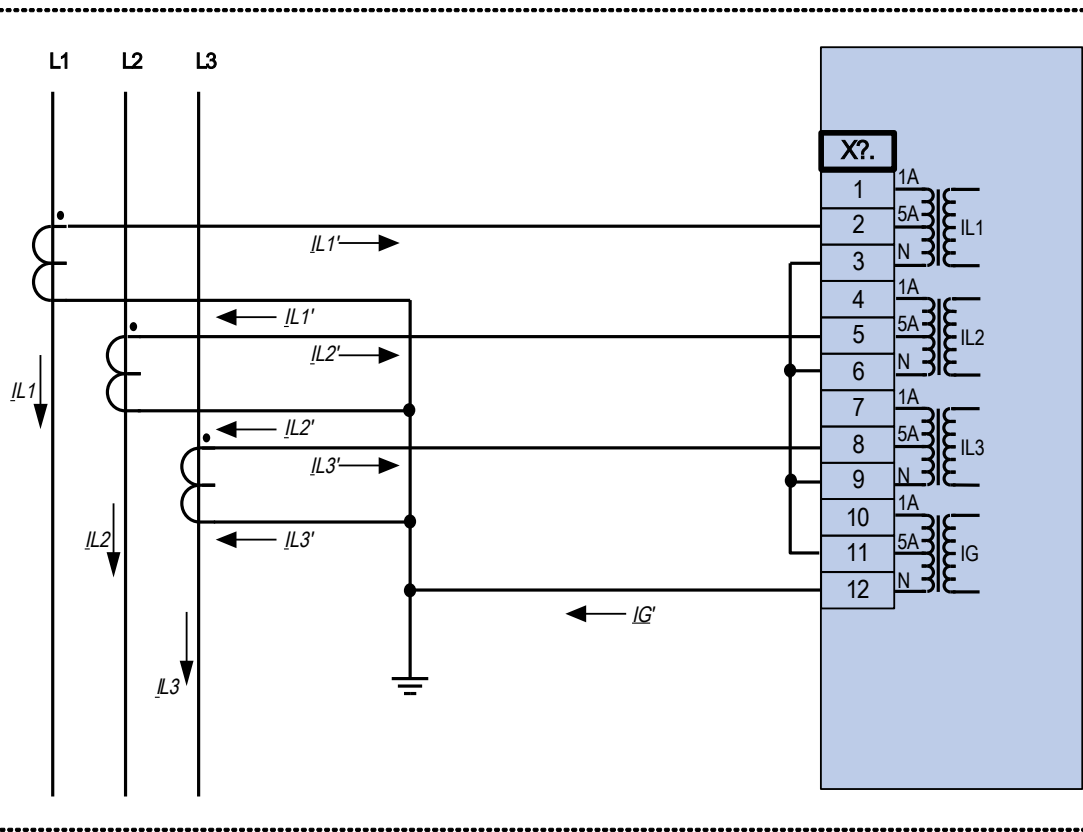 L1 L2 L3
X?.
1 1A
2 5A IL1
3 N
IL1'
4 1A
IL1'
5 5A IL2
IL2'
6 N
IL1
7 1A
IL2'
8 5A IL3
IL3'
9 N
10 1A
IL2
IL3'
11 5A IG
12 N
IG'
IL3